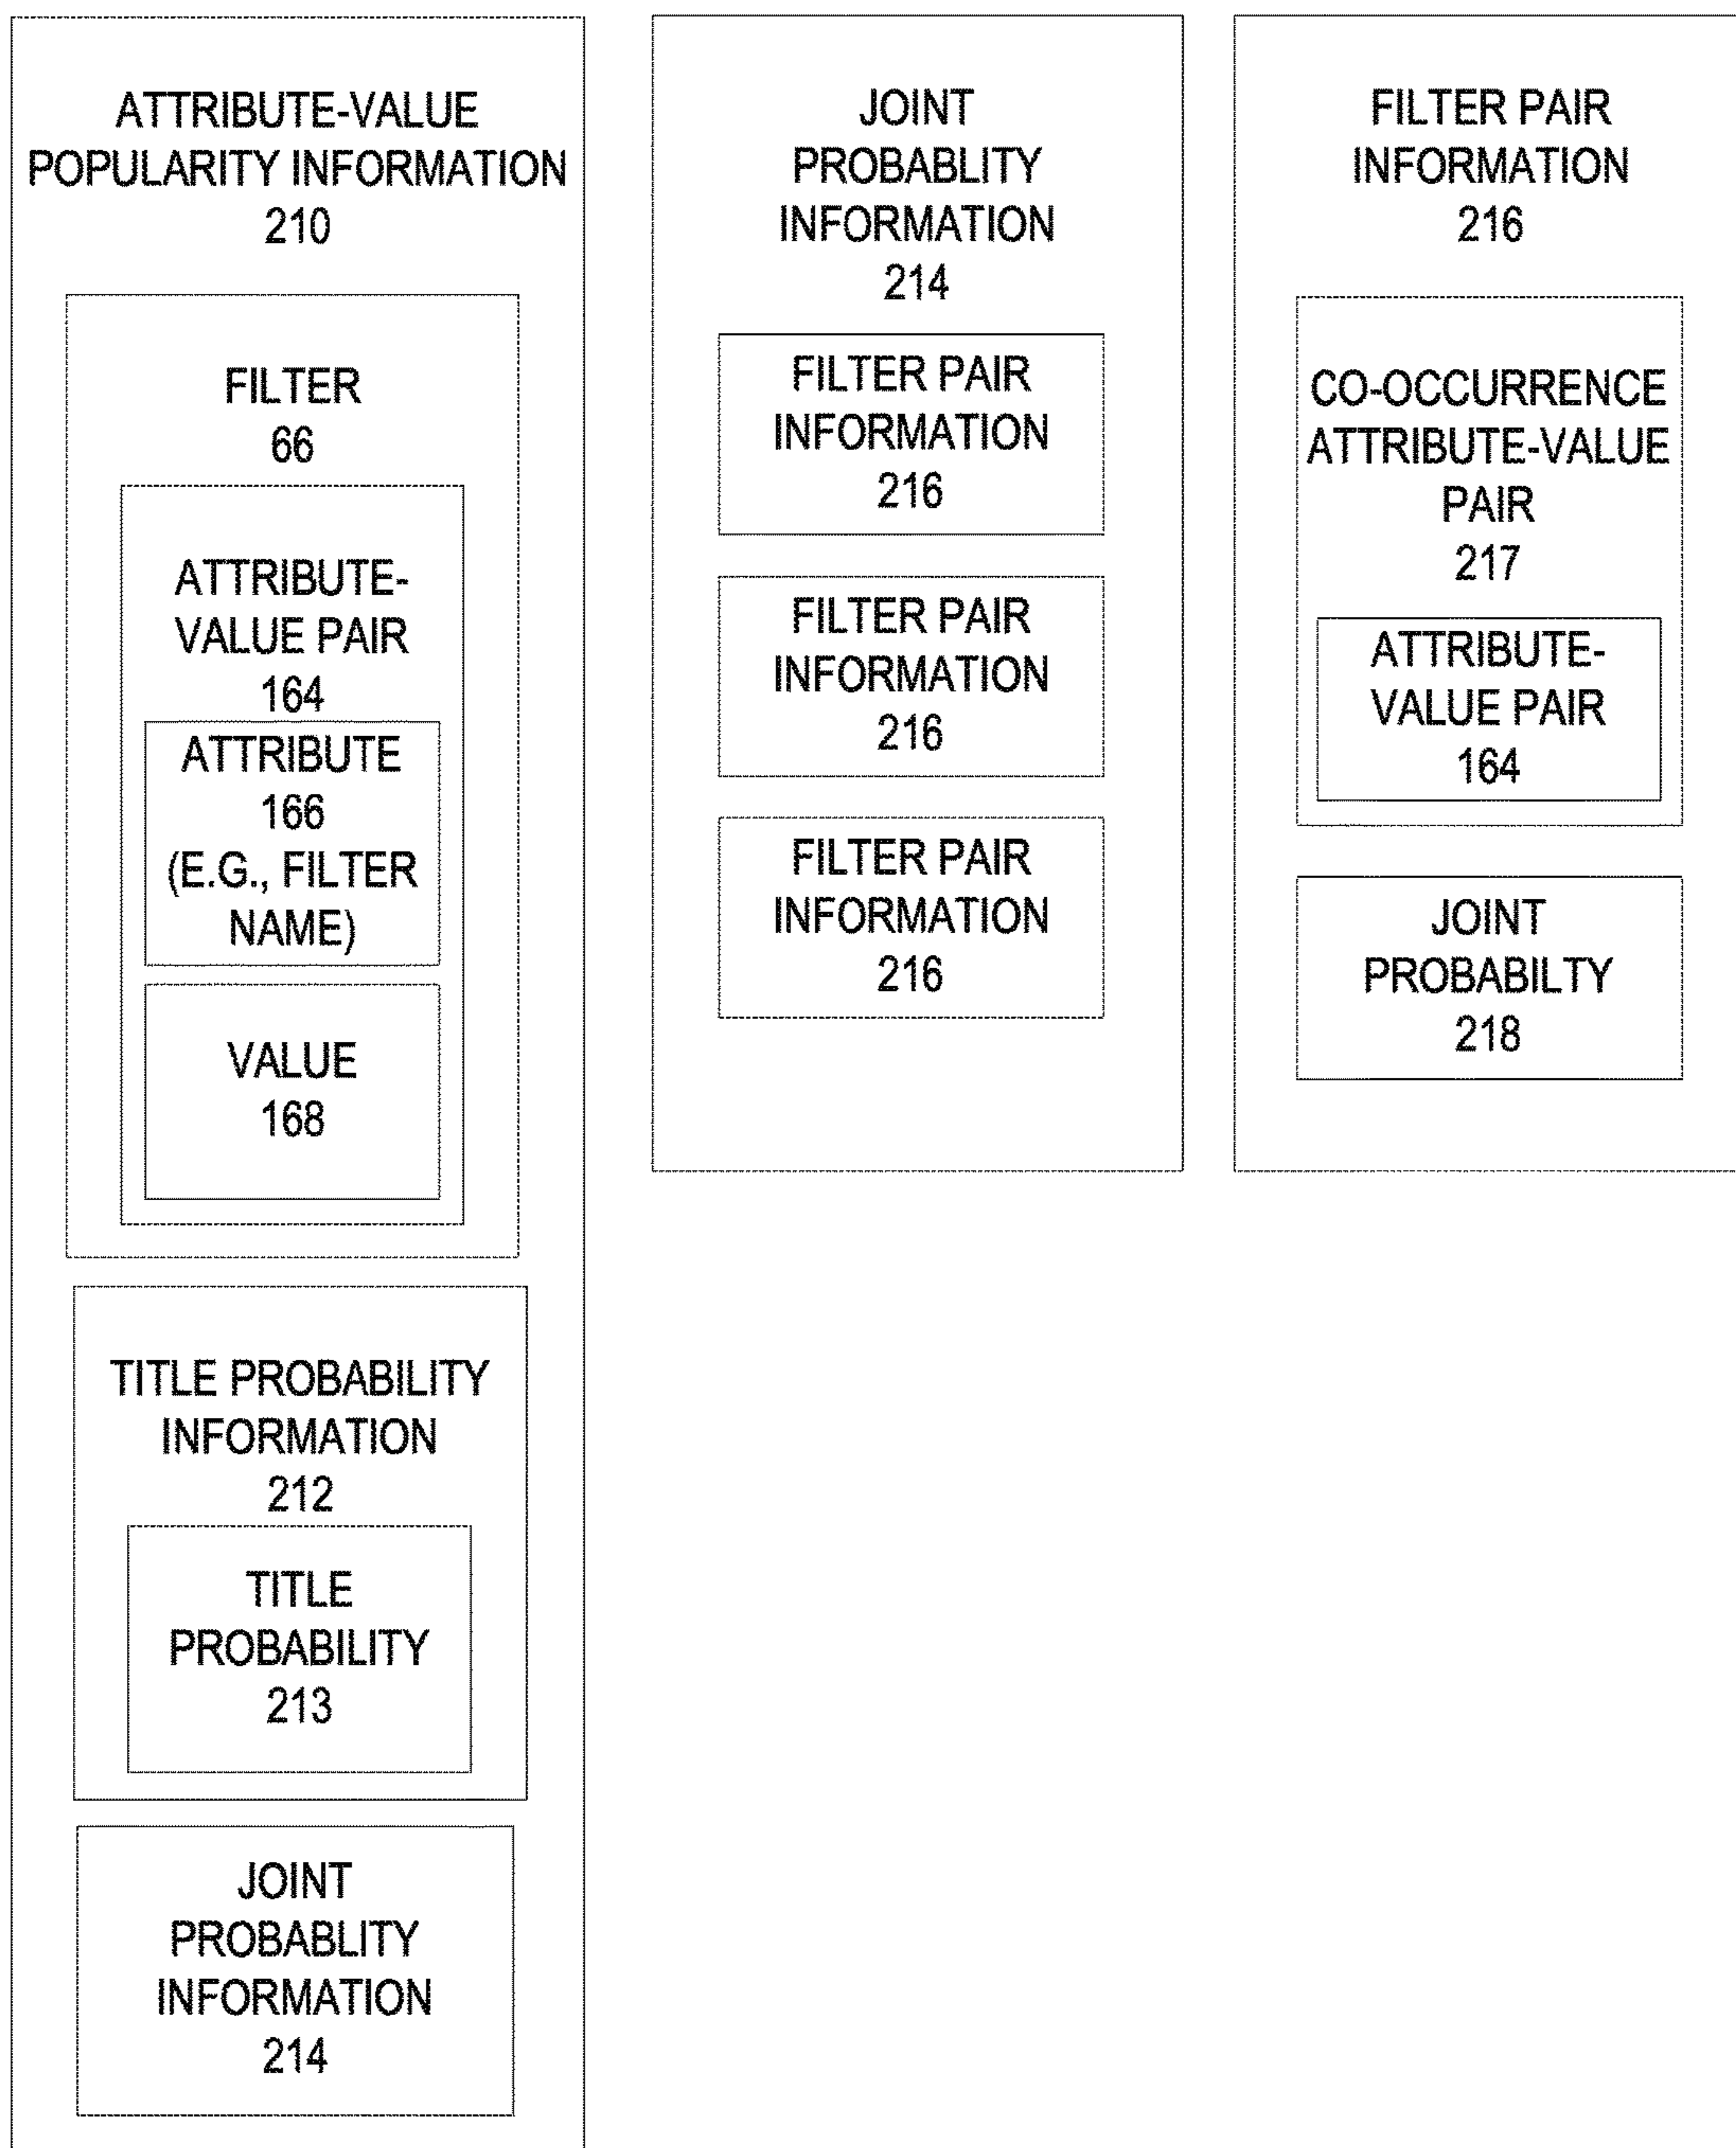 ATTRIBUTE-VALUE
POPULARITY INFORMATION
210
FILTER
66
ATTRIBUTE-
VALUE PAIR
164
ATTRIBUTE
166
(E.G., FILTER
NAME)
VALUE
168
TITLE PROBABILITY
INFORMATION
212
TITLE
PROBABILITY
213
JOINT
PROBABLITY
INFORMATION
214
JOINT
PROBABLITY
INFORMATION
214
FILTER PAIR
INFORMATION
216
FILTER PAIR
INFORMATION
216
FILTER PAIR
INFORMATION
216
FILTER PAIR
INFORMATION
216
CO-OCCURRENCE
ATTRIBUTE-VALUE
PAIR
217
ATTRIBUTE-
VALUE PAIR
164
JOINT
PROBABILTY
218